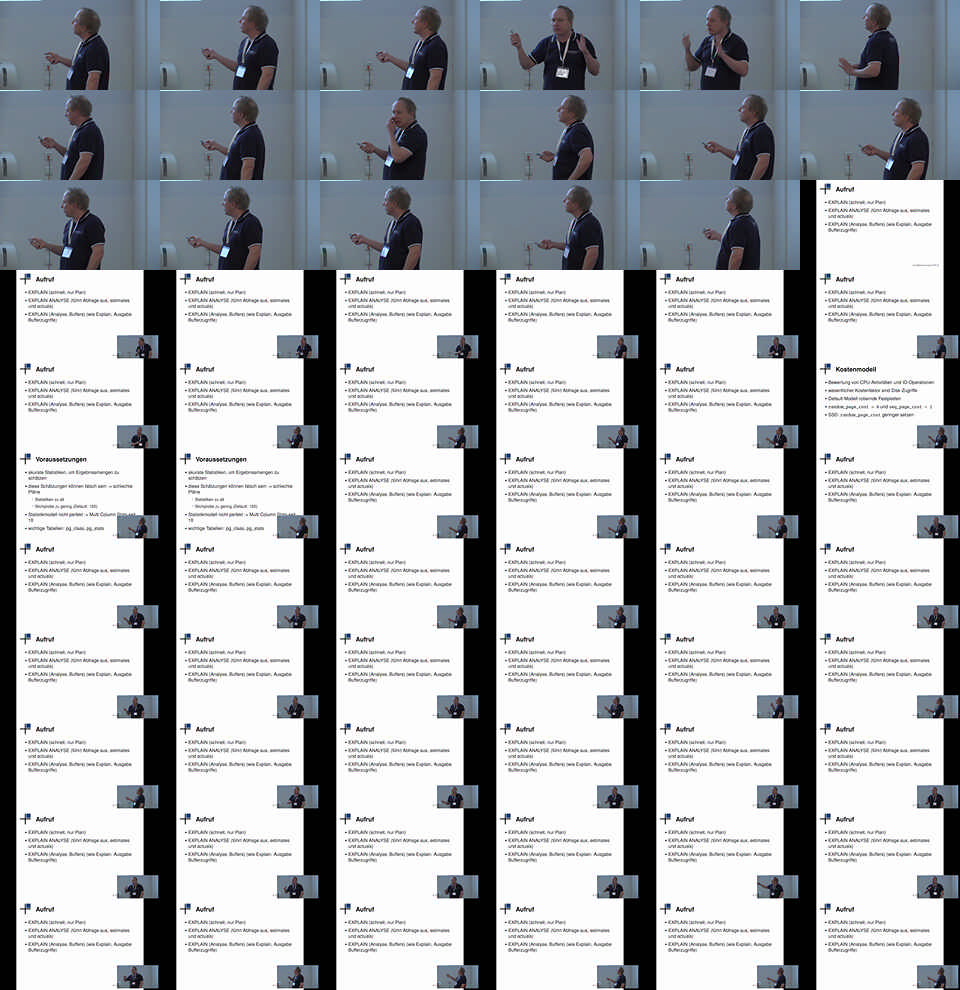 Aufruf
• EXPLAIN (schnell, nur Plan)
• EXPLAIN ANALYSE (führt Abfrage aus, estimates
und actuals)
• EXPLAIN (Analyse, Buffers) (wie Explain, Ausgabe
Bufferzugriffe)
Kostenmodell
• Bewertung von CPU Aktivitäten und IO-Operationen
• wesentlicher Kostenfaktor sind Disk Zugriffe
• Default Modell rotierende Festplatten
• random_page_cost = 4 und seq_page_cost = 1
• SSD: random_page_cost geringer setzen
Voraussetzungen
• akurate Statistiken, um Ergebnismengen zu
schätzen
• diese Schätzungen können falsch sein → schlechte
Pläne
Statistiken zu alt
Stichprobe zu gering (Default: 100)
• Statistikmodell nicht perfekt → Multi Column
10
• wichtige Tabellen: pg_class, pg_stats